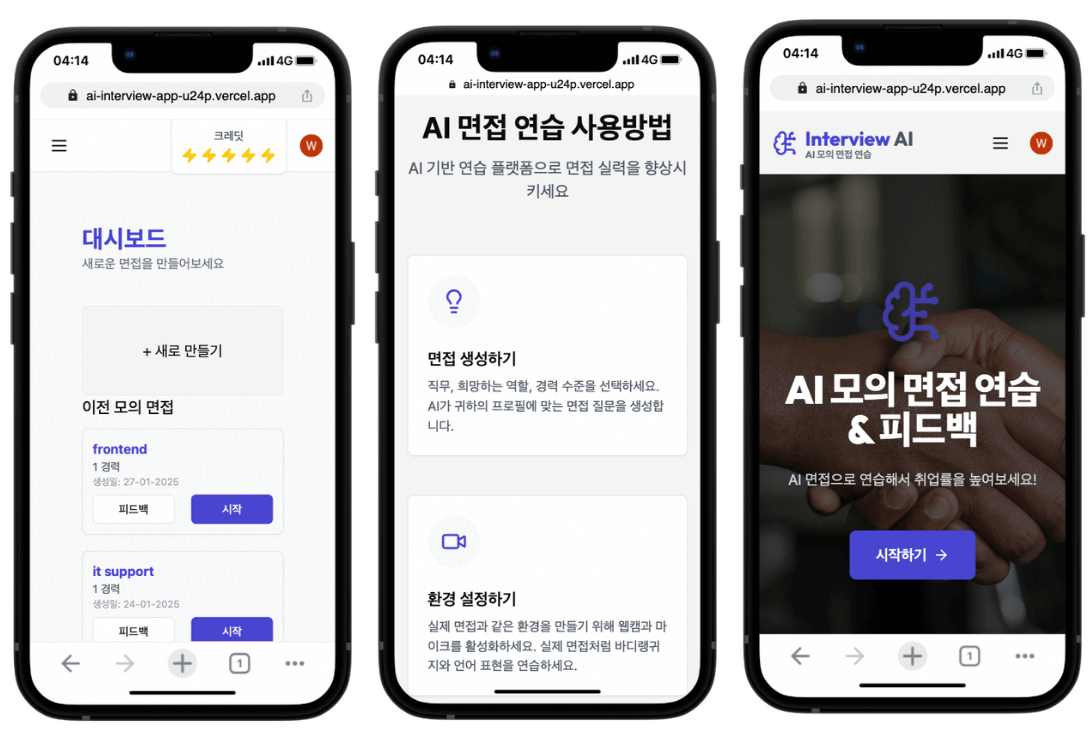 04:14
4G
ai-interview-app-u24p.vercel.app
크레딧
W
대시보드
새로운 면접을 만들어보세요
+ 새로 만들기
이전 모의 면접
frontend
1 경력
생성일: 27-01-2025
피드백
시작
it support
1 경력
생성일: 24-01-2025
피드백
시작
1
04:14
4G
ai-interview-app-u24p.vercel.app
AI 면접 연습 사용방법
AI 기반 연습 플랫폼으로 면접 실력을 향상시
키세요
면접 생성하기
직무, 희망하는 역할, 경력 수준을 선택하세요.
AI가 귀하의 프로필에 맞는 면접 질문을 생성합
니다.
환경 설정하기
실제 면접과 같은 환경을 만들기 위해 웹캠과 마
이크를 활성화하세요. 실제 면접처럼 바디랭귀
지와 언어 표현을 연습하세요.
04:14
4G
ai-interview-app-u24p.vercel.app
Interview AI
AI 모의 면접 연습
W
AI 모의 면접 연습
& 피드백
AI 면접으로 연습해서 취업률을 높여보세요!
시작하기 →
1